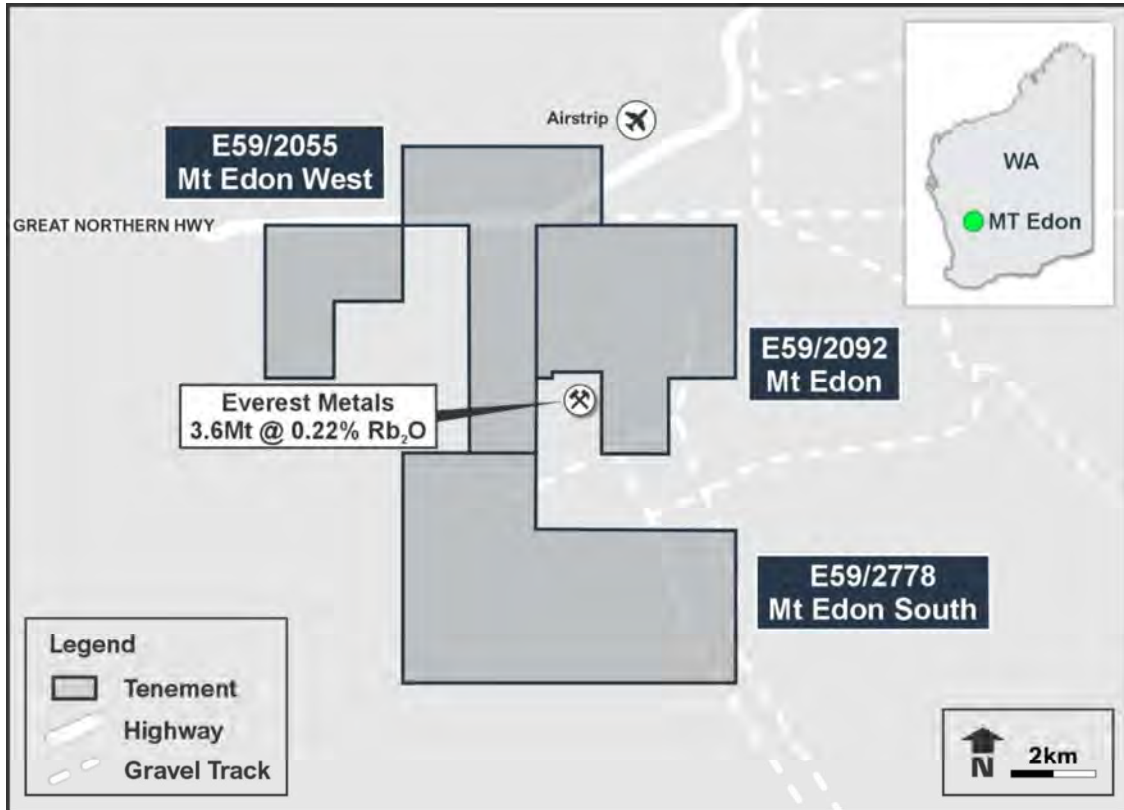 Airstrip
E59/2055
Mt Edon West
WA
MT Edon
GREAT NORTHERN HWY
E59/2092
Mt Edon
Everest Metals
3.6Mt @ 0.22% Rb₂O
E59/2778
Mt Edon South
Legend
Tenement
Highway
Gravel Track
N
2km